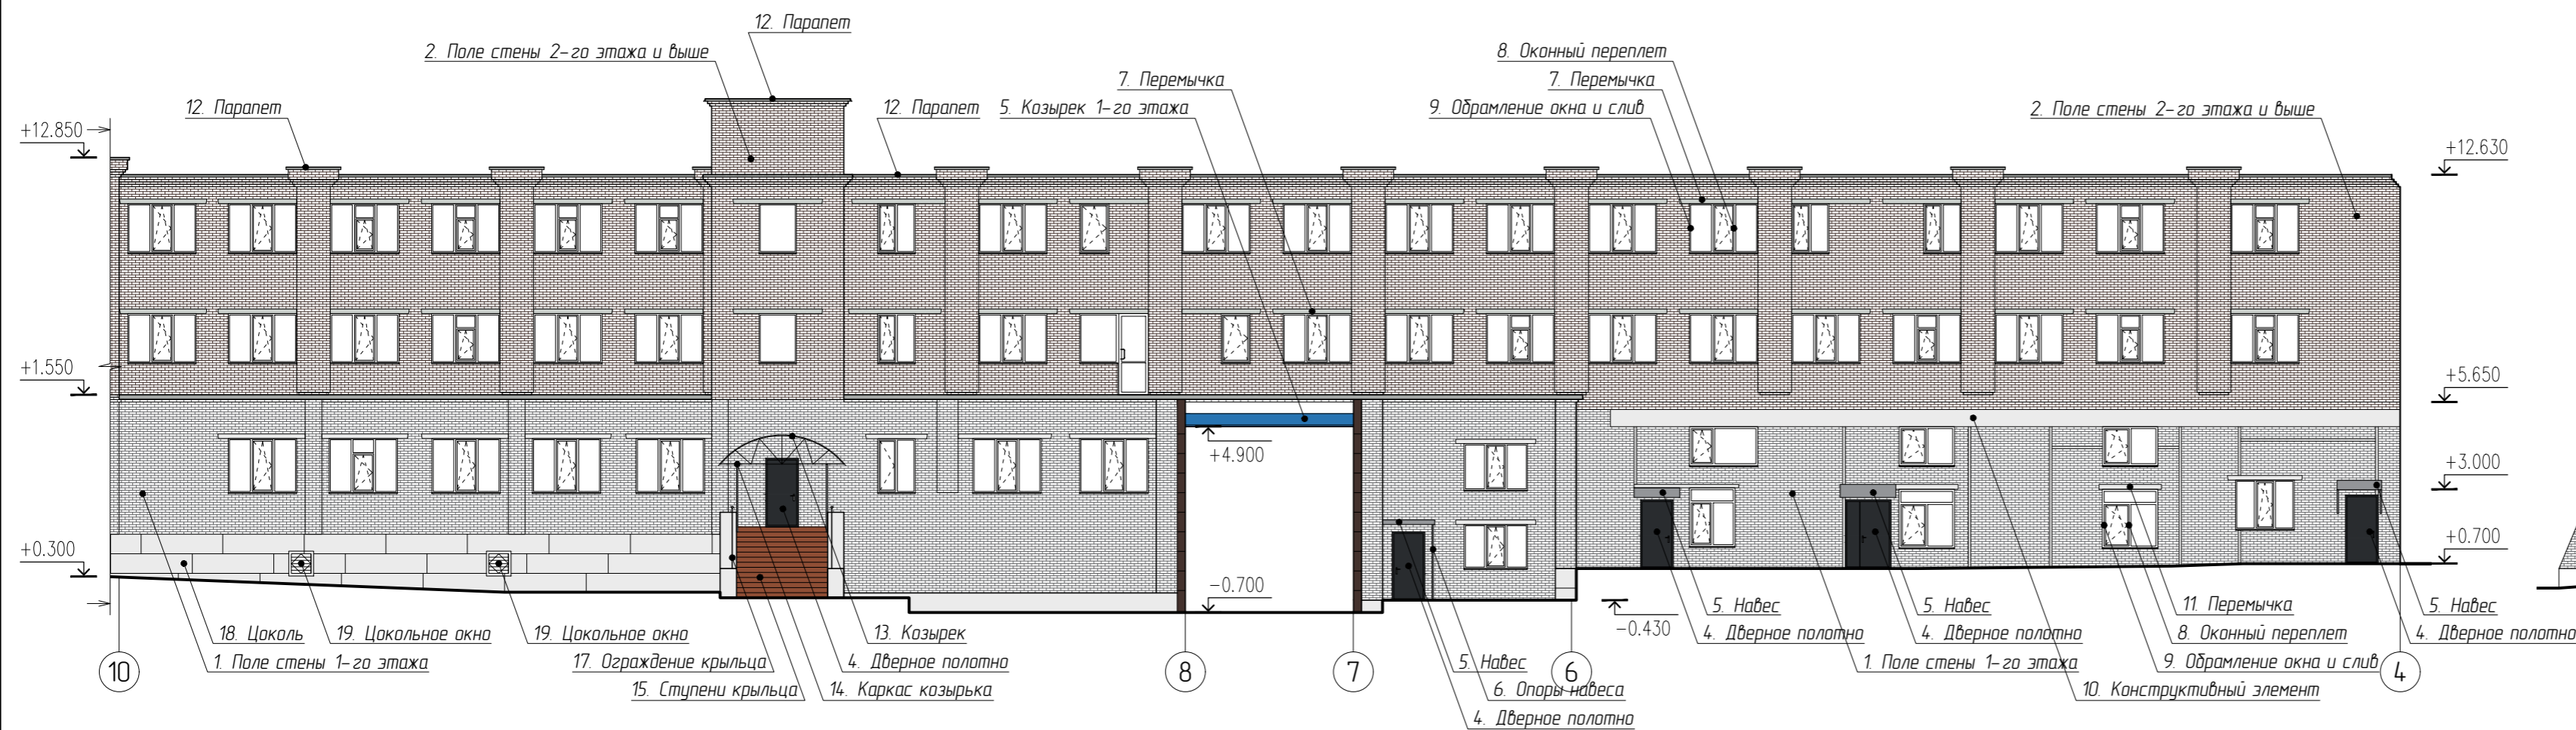 12. Парапет
2. Поле стены 2-го этажа и выше
8. Оконный переплет
7. Перемычка
7. Перемычка
12. Парапет
12. Парапет
5. Козырек 1-го этажа
9. Обрамление окна и слив
2. Поле стены 2-го этажа и выше
+12.850
+12.630
+1.550
+5.650
+4.900
+3.000
+0.300
+0.700
-0.700
-0.430
18. Цоколь
19. Цокольное окно
19. Цокольное окно
13. Козырек
5. Навес
5. Навес
11. Перемычка
5. Навес
4. Дверное полотно
4. Дверное полотно
8. Оконный переплет
4. Дверное полотно
1. Поле стены 1-го этажа
17. Ограждение крыльца
4. Дверное полотно
5. Навес
1. Поле стены 1-го этажа
9. Обрамление окна и слив
15. Ступени крыльца
14. Каркас козырька
6. Опоры навеса
10. Конструктивный элемент
4. Дверное полотно
10
8
7
6
4